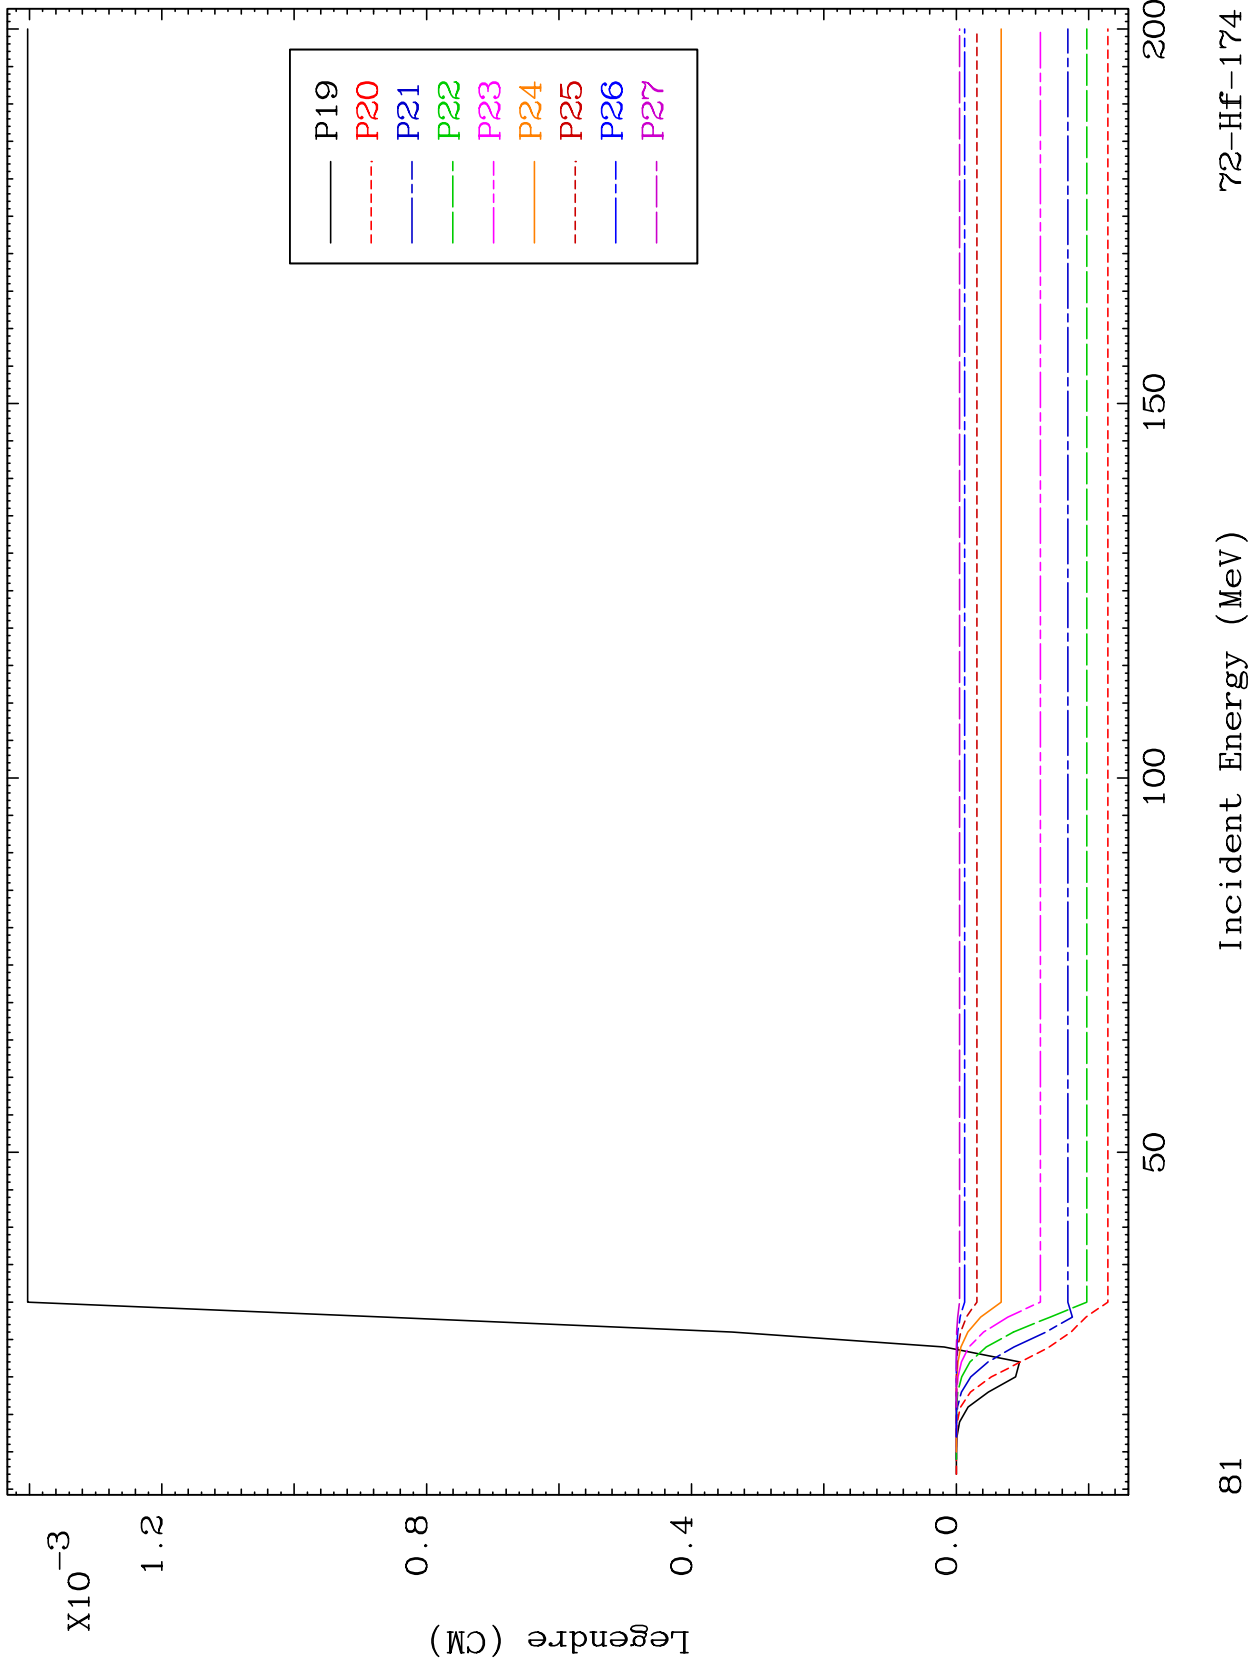 X10-3
1.2
0.8
0.4
0.0
Legendre (CM)
P19
P20
P21
P22
P23
P24
P25
P26
P27
50
100
150
200
Incident Energy (MeV)
81
72-Hf-174